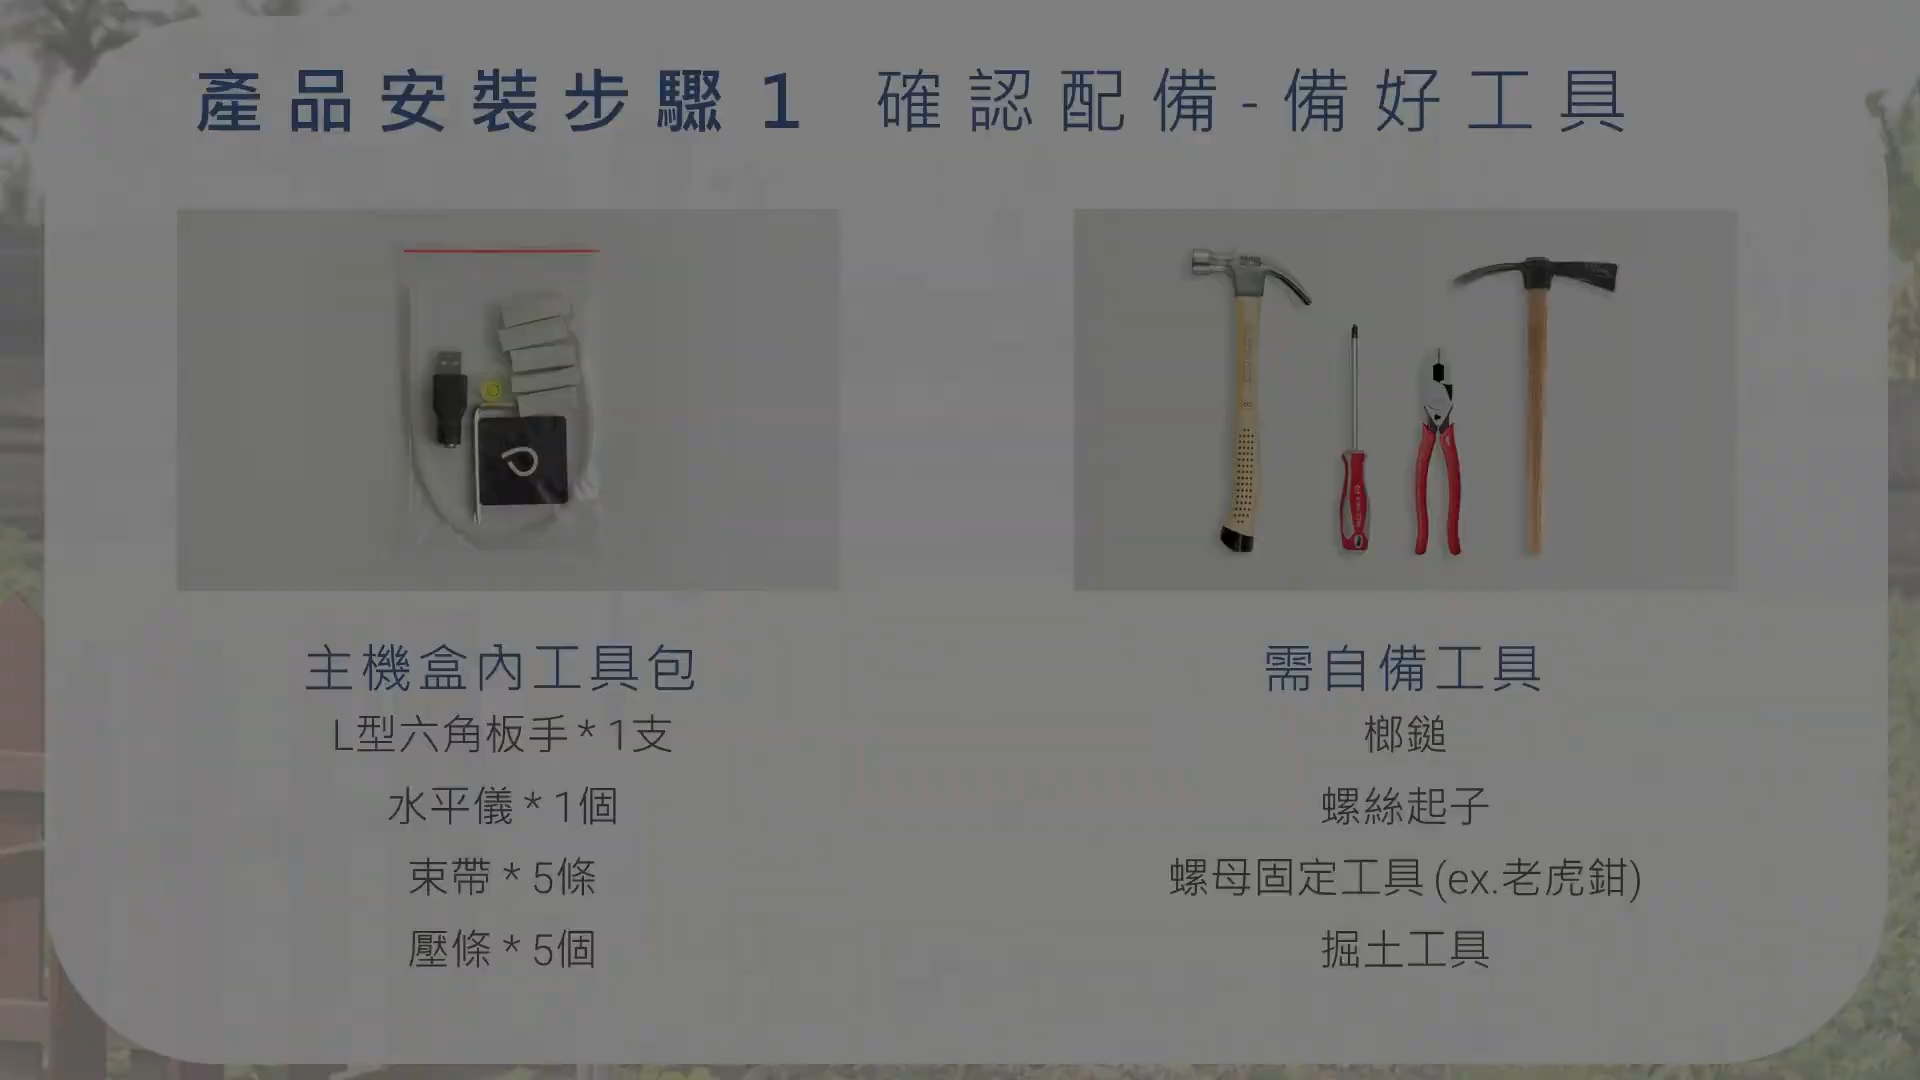 產品安裝步驟1 確認配備-備好工具
主機盒內工具包
L型六角板手*1支
水平儀*1個
束帶*5條
壓條*5個
需自備工具
榔鎚
螺絲起子
螺母固定工具(ex.老虎鉗)
掘土工具